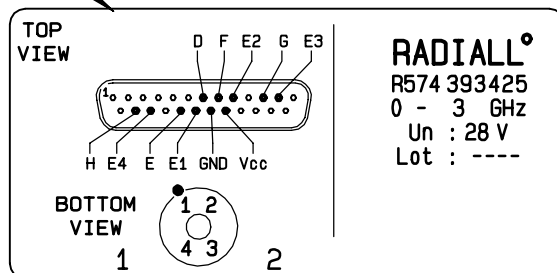 TOP
VIEW
D F E2 G E3
1
H E4 E E1 GND Vcc
BOTTOM
VIEW
1 2
4 3
1 2
RADIALL°
R574 393425
0 - 3 GHz
Un : 28 V
Lot : ----